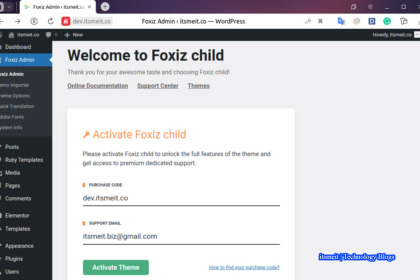 Foxiz Admin › itsmeit.co — WordPress
dev.itsmeit.co
Foxiz Admin › itsmeit.co — WordPress
itsmeit.co
0
New
Howdy, itsmeit.co
Dashboard
Foxiz Admin
Foxiz Admin
Demo Importer
Theme Options
Quick Translation
Adobe Fonts
System Info
Posts
Ruby Templates
Media
Pages
Comments
Elementor
Templates
Appearance
Plugins
Users
Welcome to Foxiz child
Thank you for your awesome taste and choosing Foxiz child!
Online Documentation Support Center Themes
Activate Foxiz child
Please activate Foxiz child to unlock the full features of the theme and
get access to premium dedicated support.
PURCHASE CODE
dev.itsmeit.co
SUPPORT EMAIL
itsmeit.biz@gmail.com
Activate Theme
How to find your purchase code?
itsmeit `Technology Blogs